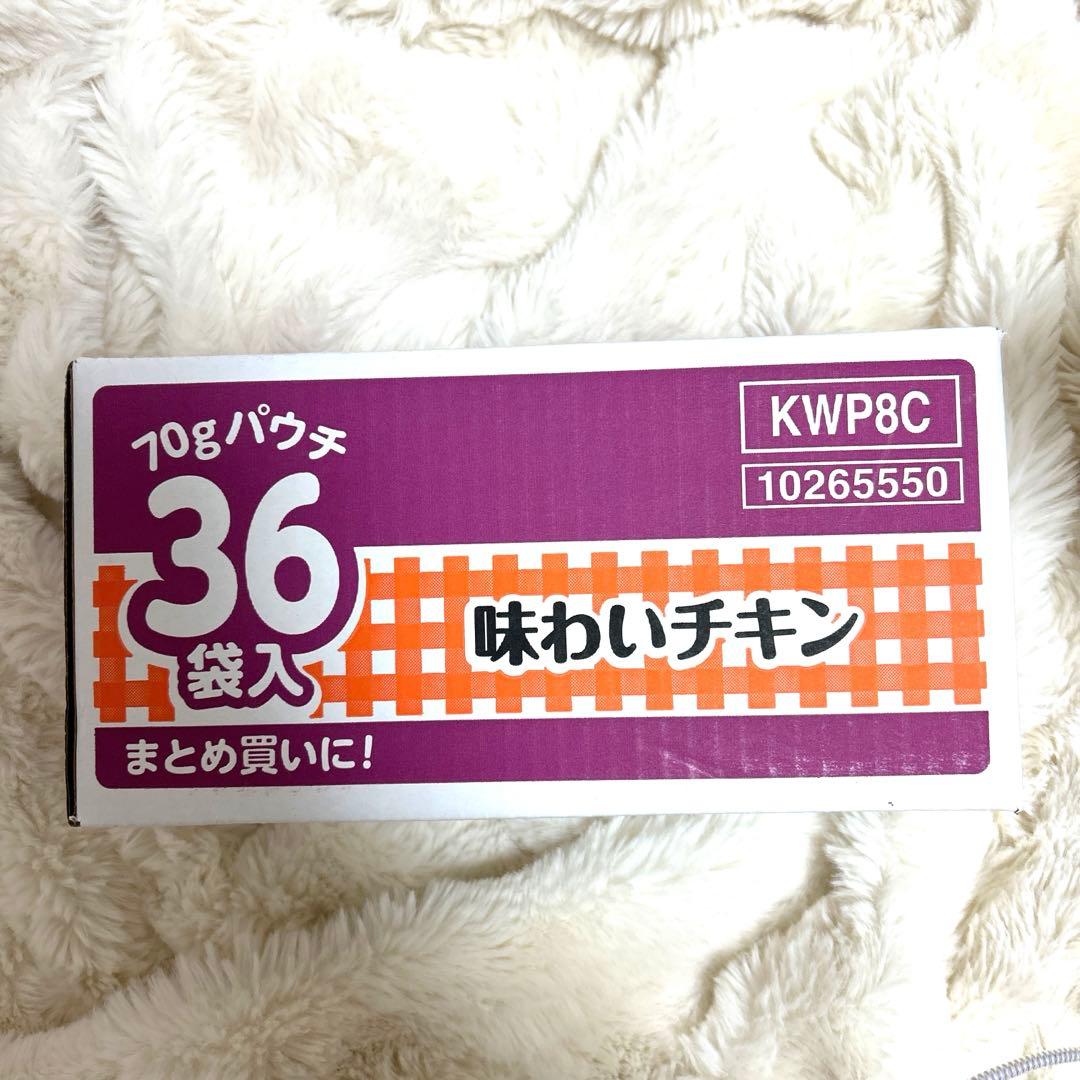 70gパウチ
36
袋入
まとめ買いに!
KWP8C
10265550
味わいチキン